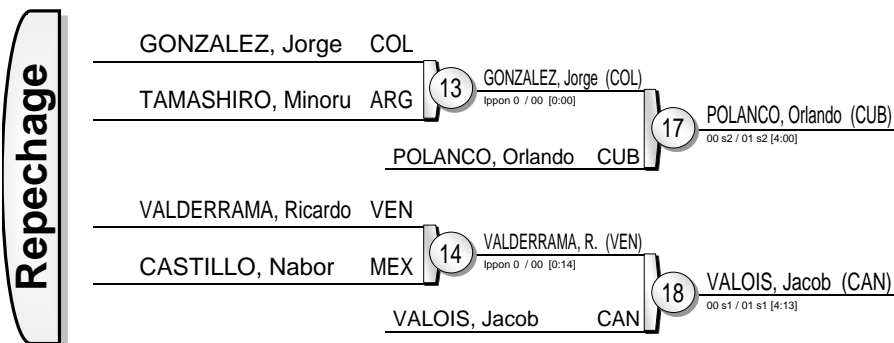 Repechage
GONZALEZ, Jorge COL
TAMASHIRO, Minoru ARG
13
GONZALEZ, Jorge (COL)
Ippon 0 / 00 [0:00]
POLANCO, Orlando CUB
17
POLANCO, Orlando (CUB)
00 s2 / 01 s2 [4:00]
VALDERRAMA, Ricardo VEN
CASTILLO, Nabor MEX
14
VALDERRAMA, R. (VEN)
Ippon 0 / 00 [0:14]
VALOIS, Jacob CAN
18
VALOIS, Jacob (CAN)
00 s1 / 01 s1 [4:13]